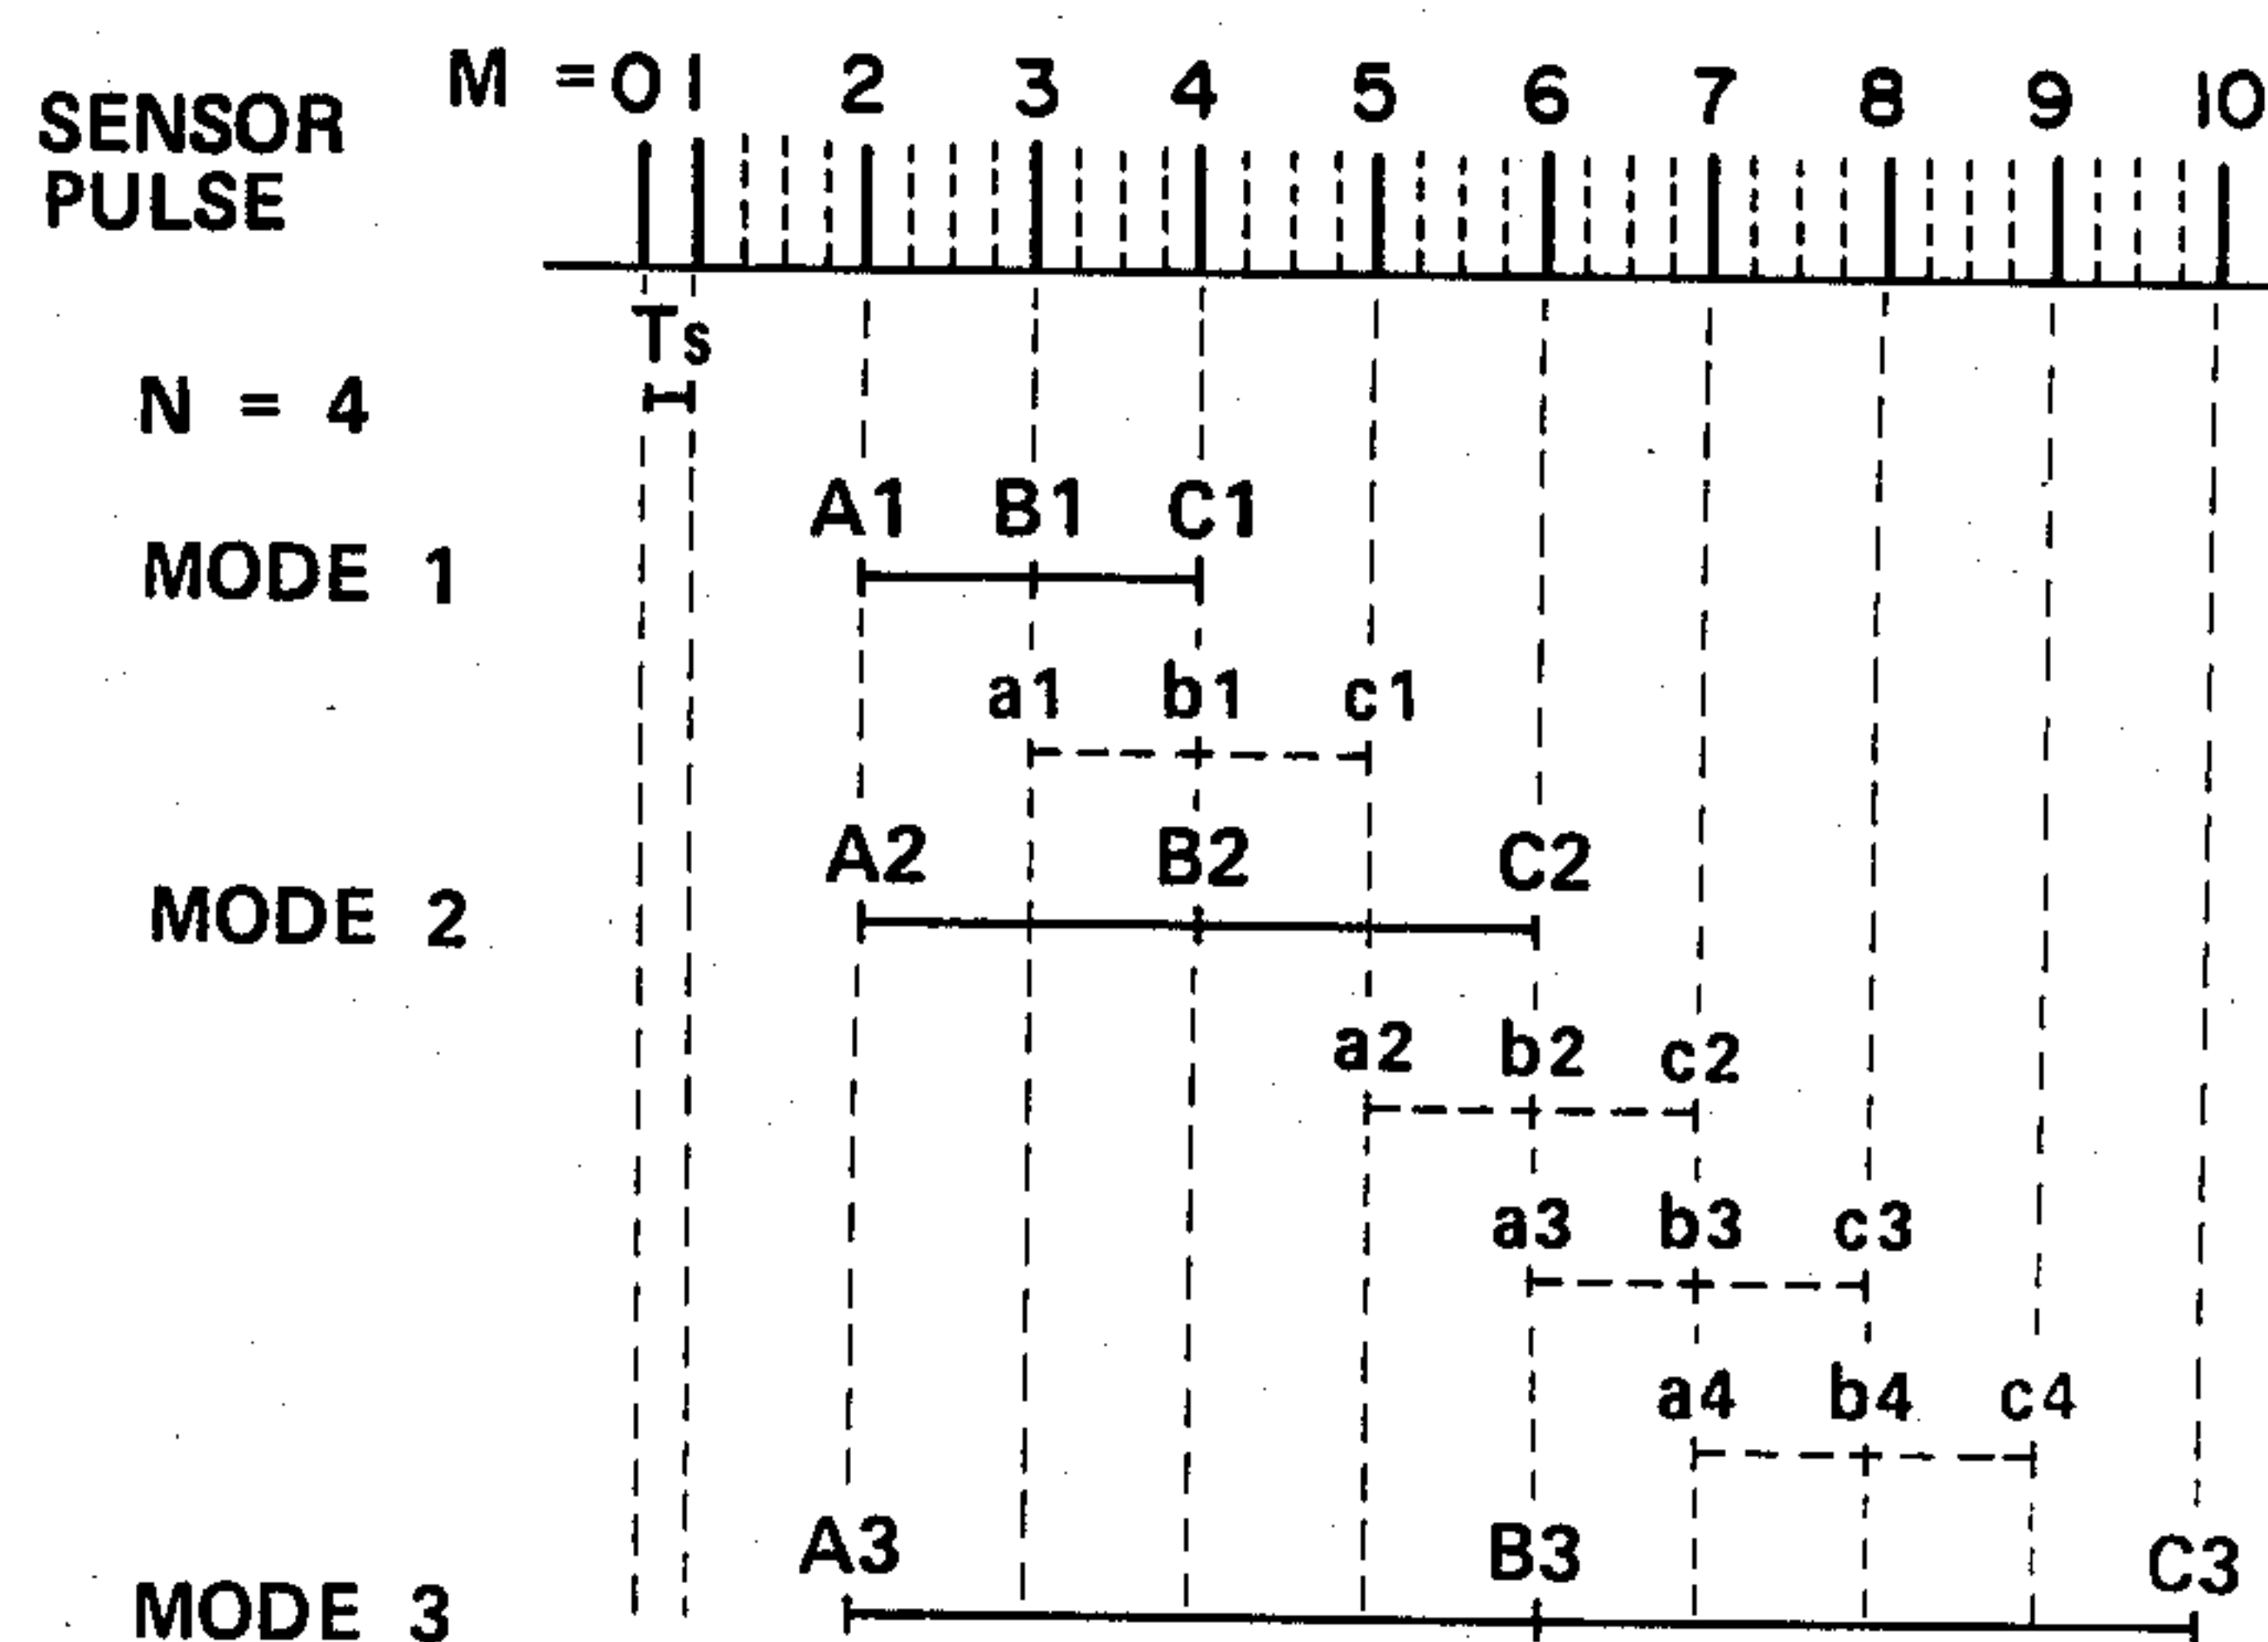 M = 0 1 2 3 4 5 6 7 8 9 10
SENSOR
PULSE
Ts
N = 4
A1 B1 C1
MODE 1
a1 b1 c1
A2 B2 C2
MODE 2
a2 b2 c2
a3 b3 c3
a4 b4 c4
A3 B3 C3
MODE 3